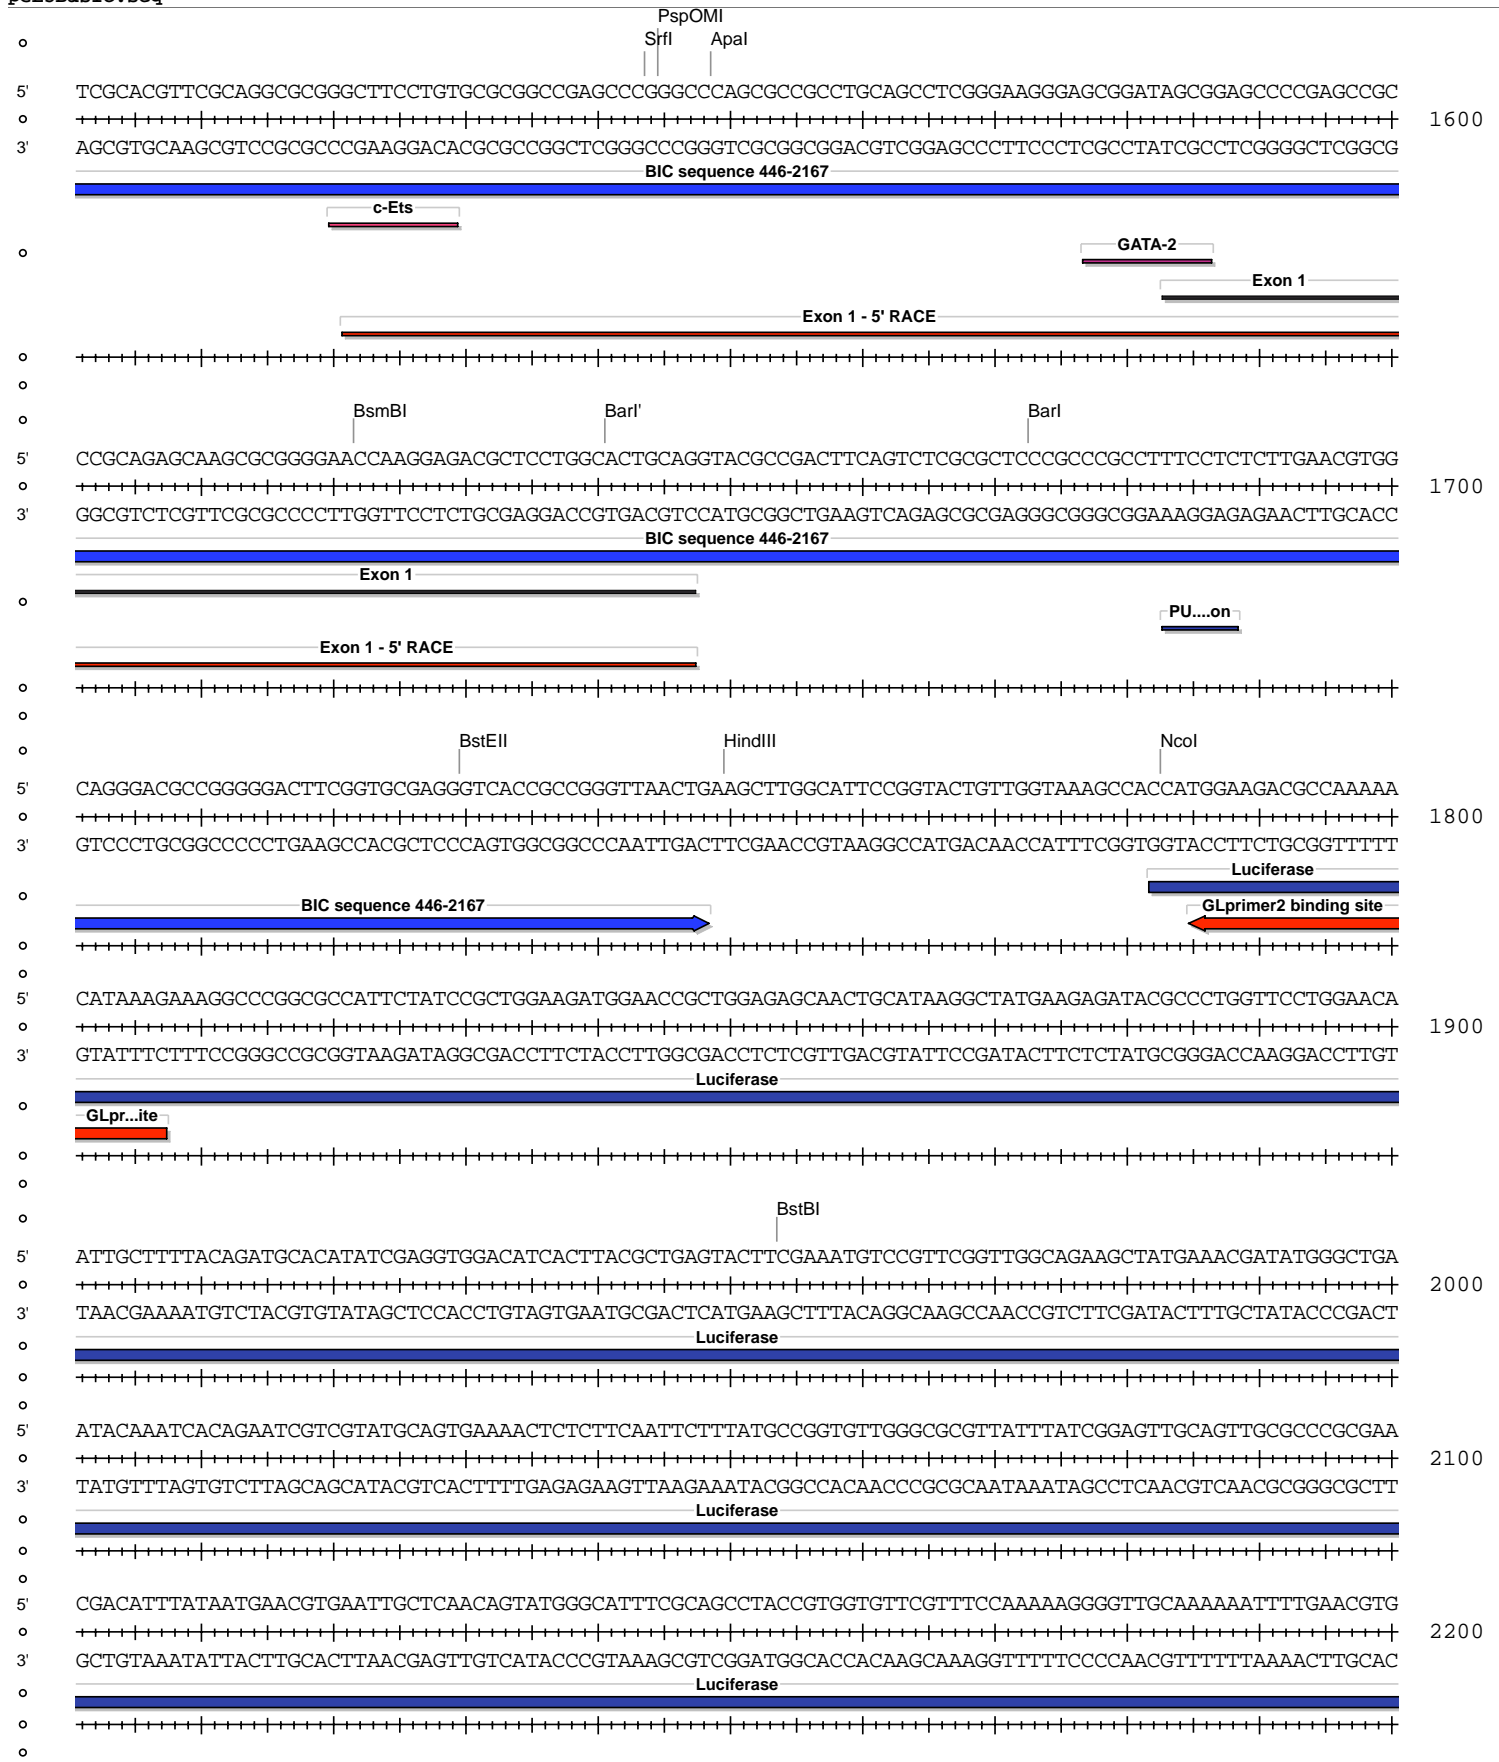 PspOMI
SrfI ApaI
5' TCGCACGTTCGCAGGCGCGGGCTTCCTGTGCGCGGCCGAGCCCGGGCCCAGCGCCGCCTGCAGCCTCGGGAAGGGAGCGGATAGCGGAGCCCCGAGCCGC
1600
3' AGCGTGCAAGCGTCCGCGCCCGAAGGACACGCGCCGGCTCGGGCCCGGGTCGCGGCGGACGTCGGAGCCCTTCCCTCGCCTATCGCCTCGGGGCTCGGCG
BIC sequence 446-2167
c-Ets
GATA-2
Exon 1
Exon 1 - 5' RACE
BsmBI BarI' BarI
5' CCGCAGAGCAAGCGCGGGGAACCAAGGAGACGCTCCTGGCACTGCAGGTACGCCGACTTCAGTCTCGCGCTCCCGCCCGCCTTTCCTCTCTTGAACGTGG
1700
3' GGCGTCTCGTTCGCGCCCCTTGGTTCCTCTGCGAGGACCGTGACGTCCATGCGGCTGAAGTCAGAGCGCGAGGGCGGGCGGAAAGGAGAGAACTTGCACC
BIC sequence 446-2167
Exon 1
PU....on
Exon 1 - 5' RACE
BstEII HindIII NcoI
5' CAGGGACGCCGGGGGACTTCGGTGCGAGGGTCACCGCCGGGTTAACTGAAGCTTGGCATTCCGGTACTGTTGGTAAAGCCACCATGGAAGACGCCAAAAA
1800
3' GTCCCTGCGGCCCCCTGAAGCCACGCTCCCAGTGGCGGCCCAATTGACTTCGAACCGTAAGGCCATGACAACCATTTCGGTGGTACCTTCTGCGGTTTTT
Luciferase
BIC sequence 446-2167 GLprimer2 binding site
5' CATAAAGAAAGGCCCGGCGCCATTCTATCCGCTGGAAGATGGAACCGCTGGAGAGCAACTGCATAAGGCTATGAAGAGATACGCCCTGGTTCCTGGAACA
1900
3' GTATTTCTTTCCGGGCCGCGGTAAGATAGGCGACCTTCTACCTTGGCGACCTCTCGTTGACGTATTCCGATACTTCTCTATGCGGGACCAAGGACCTTGT
Luciferase
GLpr...ite
BstBI
5' ATTGCTTTTACAGATGCACATATCGAGGTGGACATCACTTACGCTGAGTACTTCGAAATGTCCGTTCGGTTGGCAGAAGCTATGAAACGATATGGGCTGA
2000
3' TAACGAAAATGTCTACGTGTATAGCTCCACCTGTAGTGAATGCGACTCATGAAGCTTTACAGGCAAGCCAACCGTCTTCGATACTTTGCTATACCCGACT
Luciferase
5' ATACAAATCACAGAATCGTCGTATGCAGTGAAAACTCTCTTCAATTCTTTATGCCGGTGTTGGGCGCGTTATTTATCGGAGTTGCAGTTGCGCCCGCGAA
2100
3' TATGTTTAGTGTCTTAGCAGCATACGTCACTTTTGAGAGAAGTTAAGAAATACGGCCACAACCCGCGCAATAAATAGCCTCAACGTCAACGCGGGCGCTT
Luciferase
5' CGACATTTATAATGAACGTGAATTGCTCAACAGTATGGGCATTTCGCAGCCTACCGTGGTGTTCGTTTCCAAAAAGGGGTTGCAAAAAATTTTGAACGTG
2200
3' GCTGTAAATATTACTTGCACTTAACGAGTTGTCATACCCGTAAAGCGTCGGATGGCACCACAAGCAAAGGTTTTTCCCCAACGTTTTTTAAAACTTGCAC
Luciferase